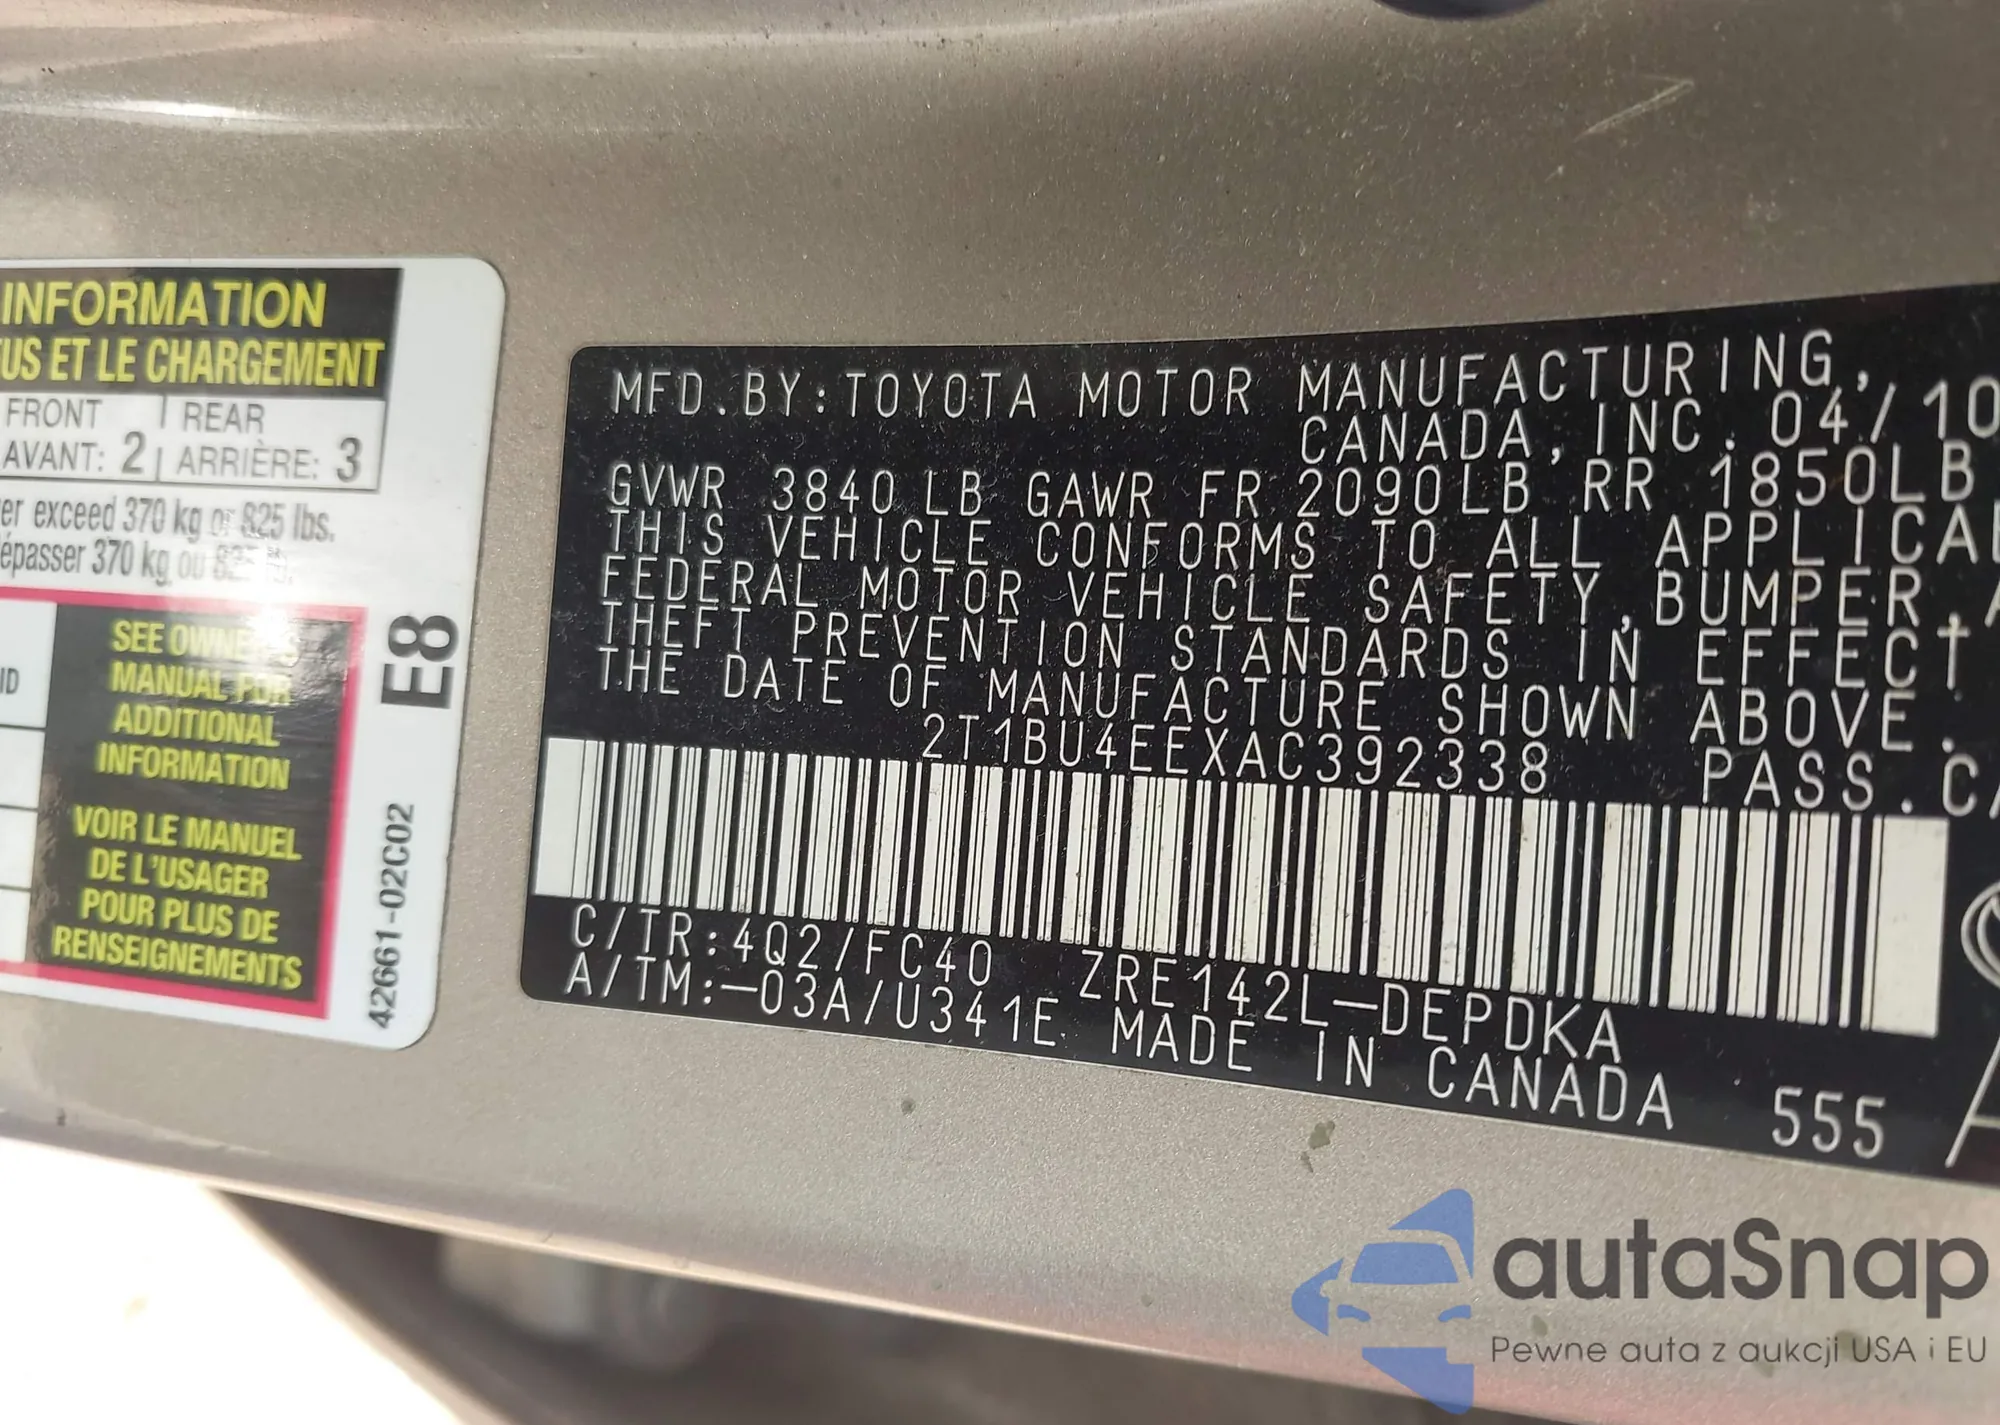 INFORMATION
US ET LE CHARGEMENT
FRONT | REAR
AVANT: 2 | ARRIÈRE: 3
er exceed 370 kg or 825 lbs.
épasser 370 kg ou
SEE OWNER'S
MANUAL FOR
ADDITIONAL
INFORMATION
VOIR LE MANUEL
DE L'USAGER
POUR PLUS DE
RENSEIGNEMENTS
ID
E8
42661-02C02
MFD.BY:TOYOTA MOTOR MANUFACTURING,
CANADA,INC. 04/10
GVWR 3840LB GAWR FR 2090LB RR 1850LB
THIS VEHICLE CONFORMS TO ALL APPLICA
FEDERAL MOTOR VEHICLE SAFETY,BUMPER,A
THEFT PREVENTION STANDARDS IN EFFECT
THE DATE OF MANUFACTURE SHOWN ABOVE.
2T1BU4EEXAC392338 PASS.CA
C/TR:4Q2/FC40 ZRE142L-DEPDKA
A/TM:-03A/U341E MADE IN CANADA 555
autaSnap
Pewne auta z aukcji USA i EU